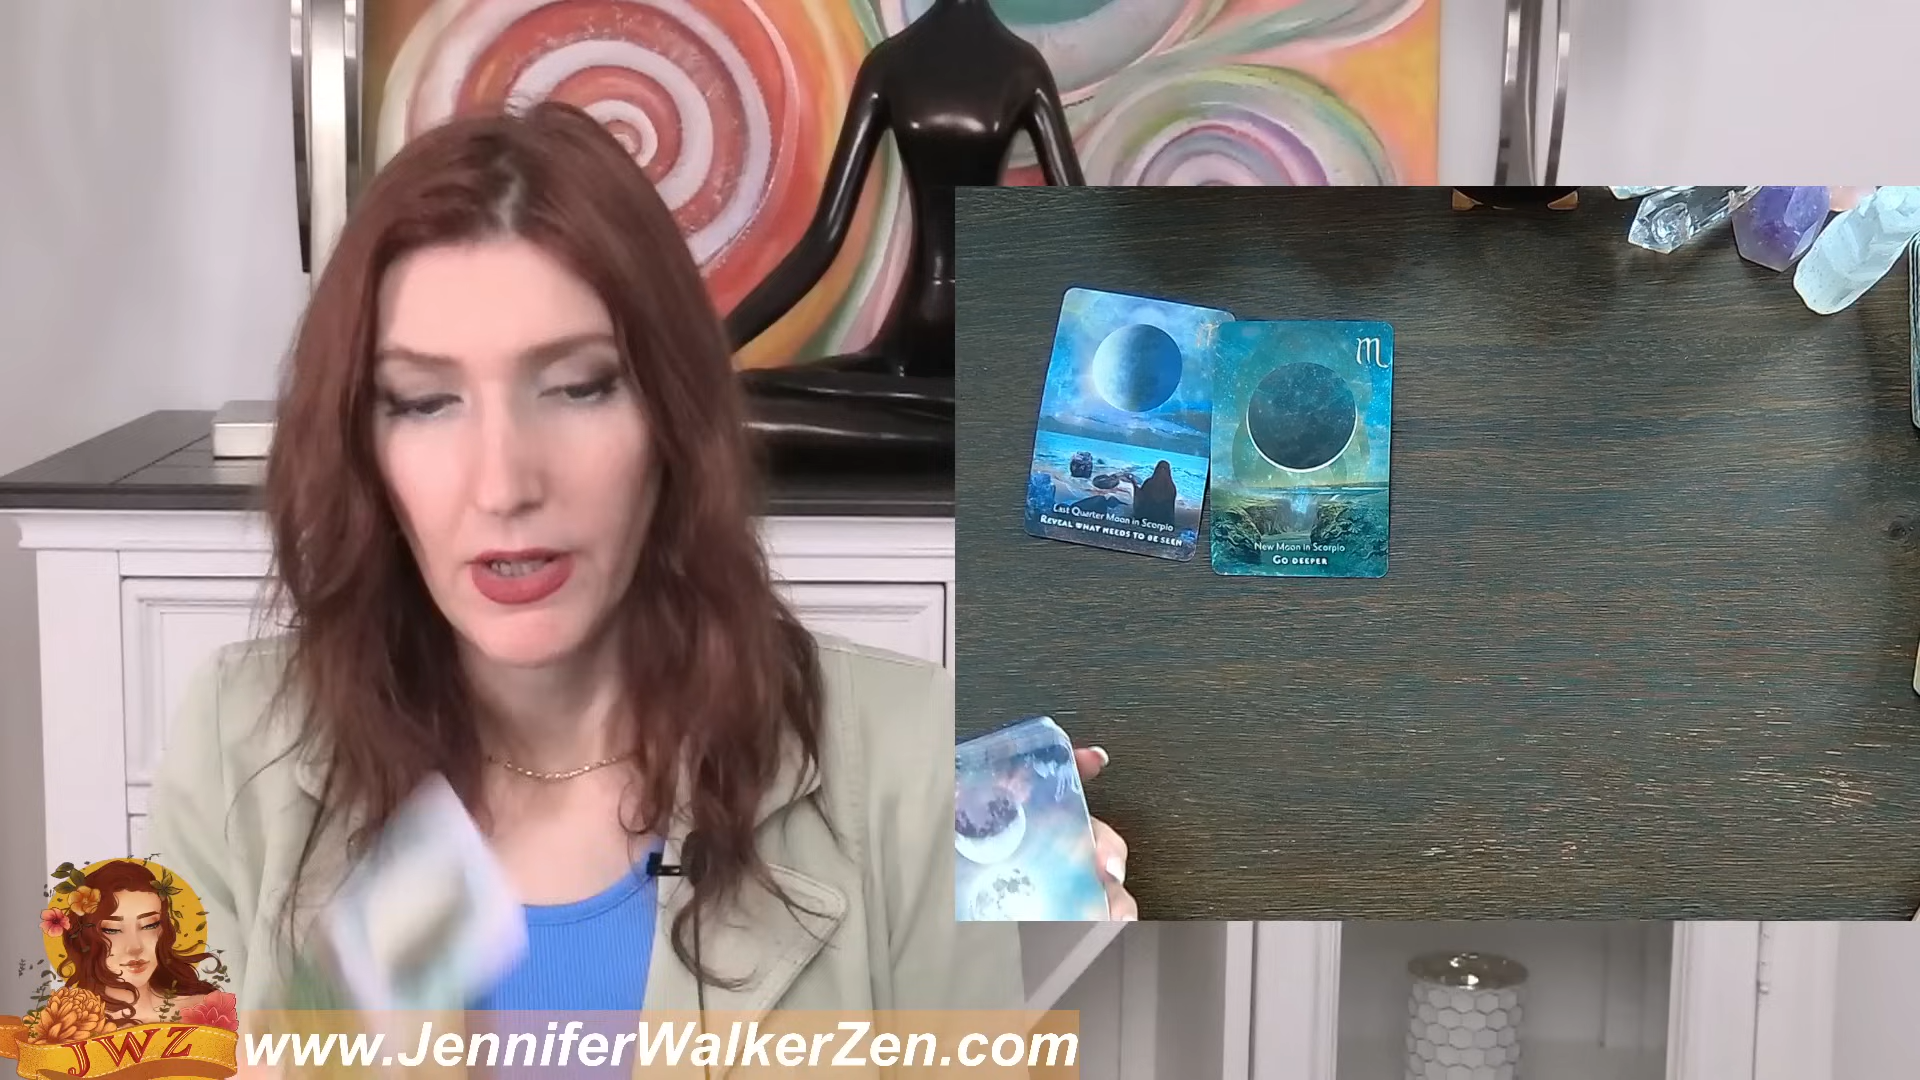 ♏
Last Quarter Moon in Scorpio
REVEAL WHAT NEEDS TO BE SEEN
New Moon in Scorpio
GO DEEPER
JWZ
www.JenniferWalkerZen.com